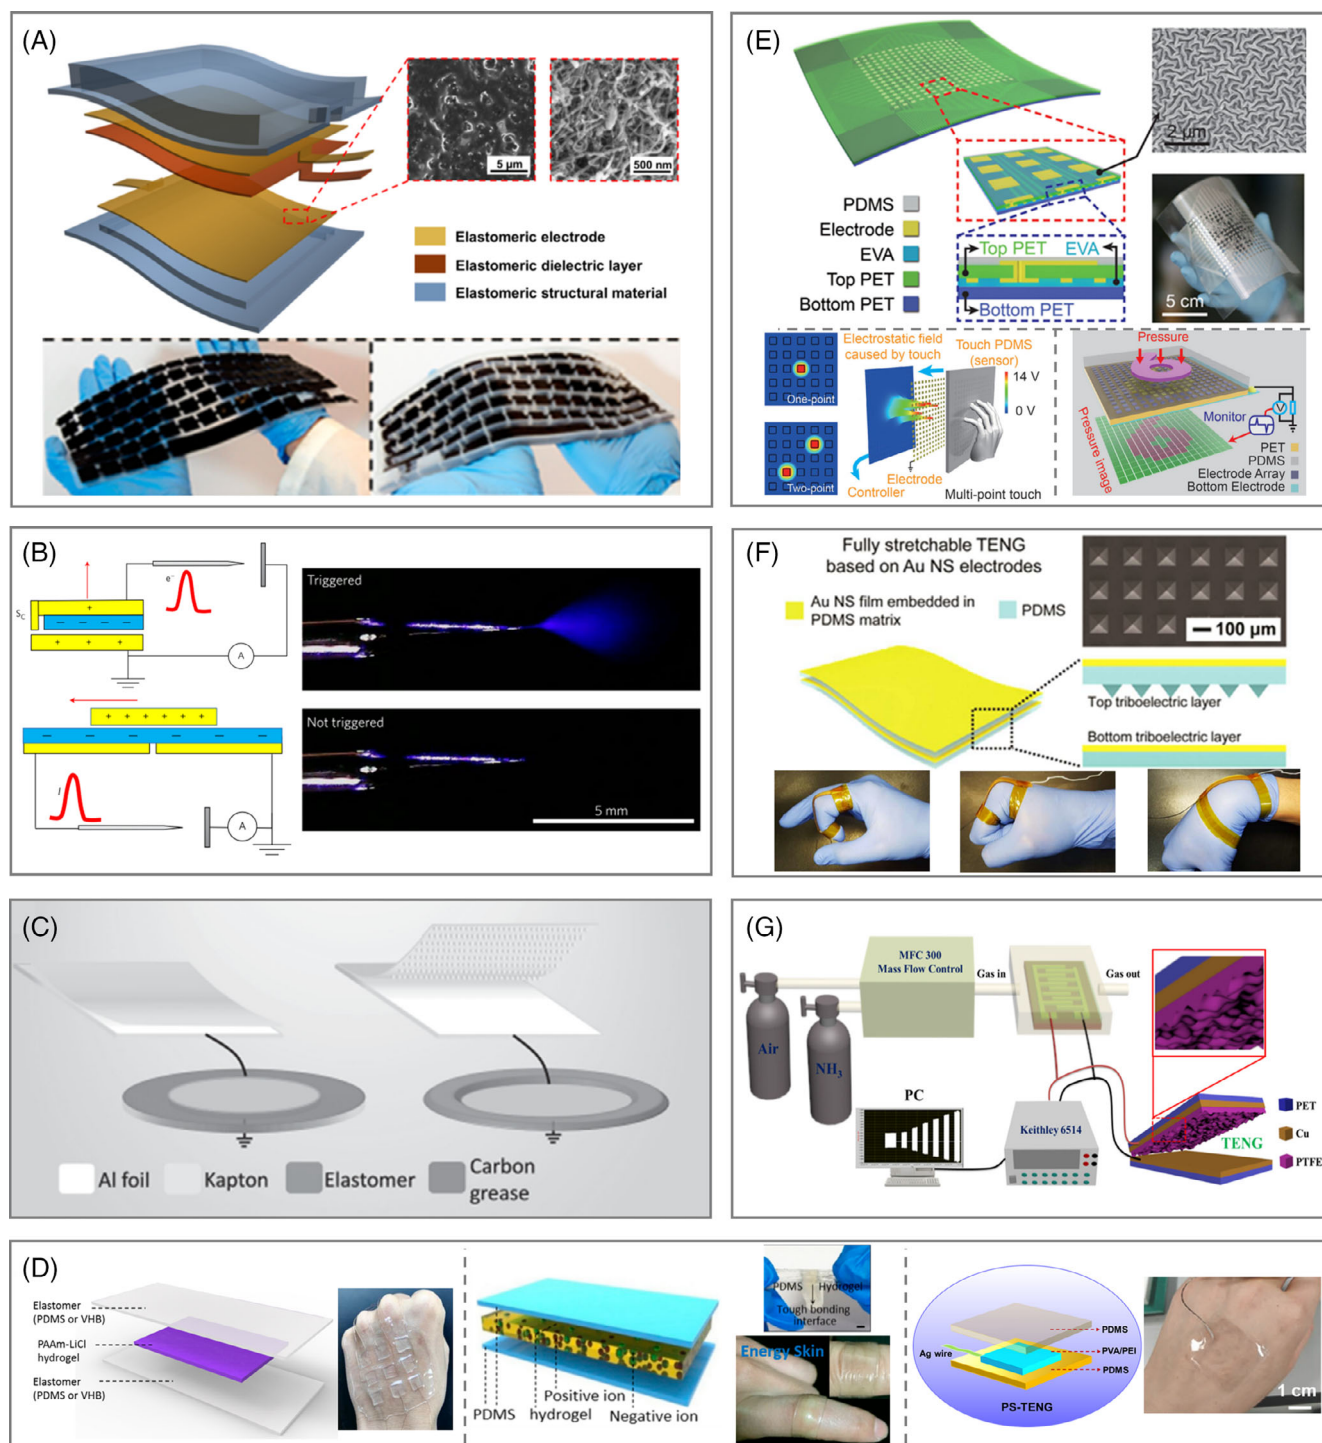 (A)
5 μm
500 nm
Elastomeric electrode
Elastomeric dielectric layer
Elastomeric structural material
(B)
e⁻
Sc
+
− − − −
+ + +
A
+ + + + + +
− − − − − −
I
A
Triggered
Not triggered
5 mm
(C)
Al foil
Kapton
Elastomer
Carbon
grease
(D)
Elastomer
(PDMS or VHB)
PAAm-LiCl
hydrogel
Elastomer
(PDMS or VHB)
PDMS
hydrogel
Positive ion
Negative ion
PDMS
Hydrogel
Tough bonding
interface
Energy Skin
Ag wire
PDMS
PVA/PEI
PDMS
PS-TENG
1 cm
(E)
2 μm
PDMS
Electrode
EVA
Top PET
Bottom PET
Top PET
EVA
Bottom PET
5 cm
One-point
Two-point
Electrostatic field
caused by touch
Touch PDMS
(sensor)
14 V
0 V
Electrode
Controller
Multi-point touch
Pressure
Pressure image
Monitor
V
PET
PDMS
Electrode Array
Bottom Electrode
(F)
Fully stretchable TENG
based on Au NS electrodes
Au NS film embedded in
PDMS matrix
PDMS
100 μm
Top triboelectric layer
Bottom triboelectric layer
(G)
MFC 300
Mass Flow Control
Gas in
Gas out
Air
NH3
PC
Keithley 6514
TENG
PET
Cu
PTFE